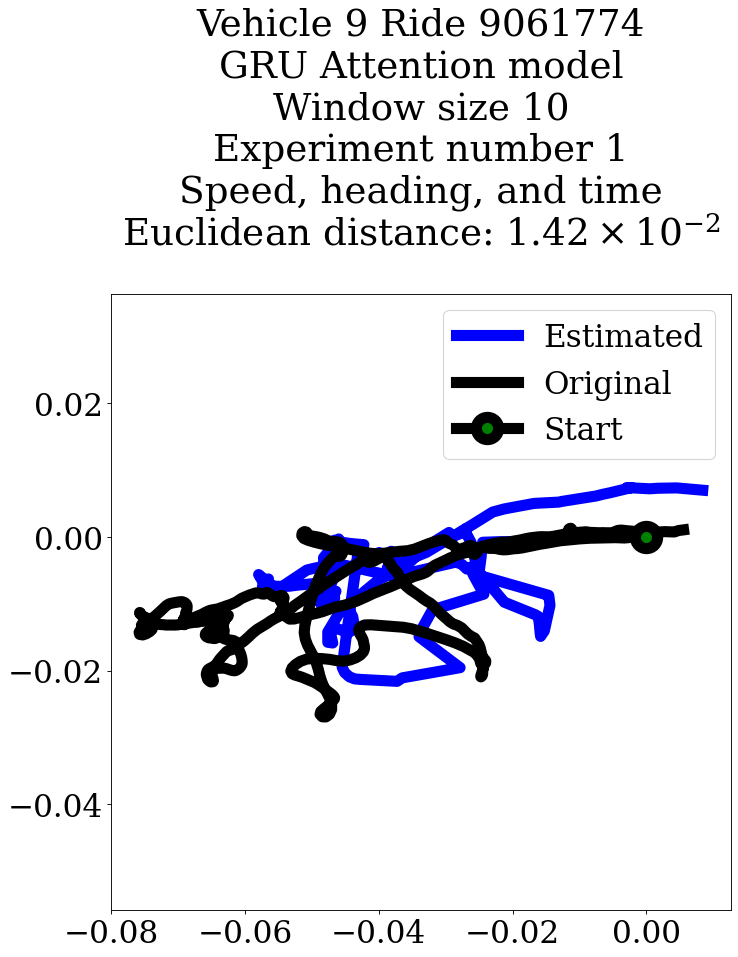 Vehicle 9 Ride 9061774
GRU Attention model
Window size 10
Experiment number 1
Speed, heading, and time
Euclidean distance: 1.42 × 10⁻²
Estimated
Original
Start
0.02
0.00
−0.02
−0.04
−0.08 −0.06 −0.04 −0.02 0.00